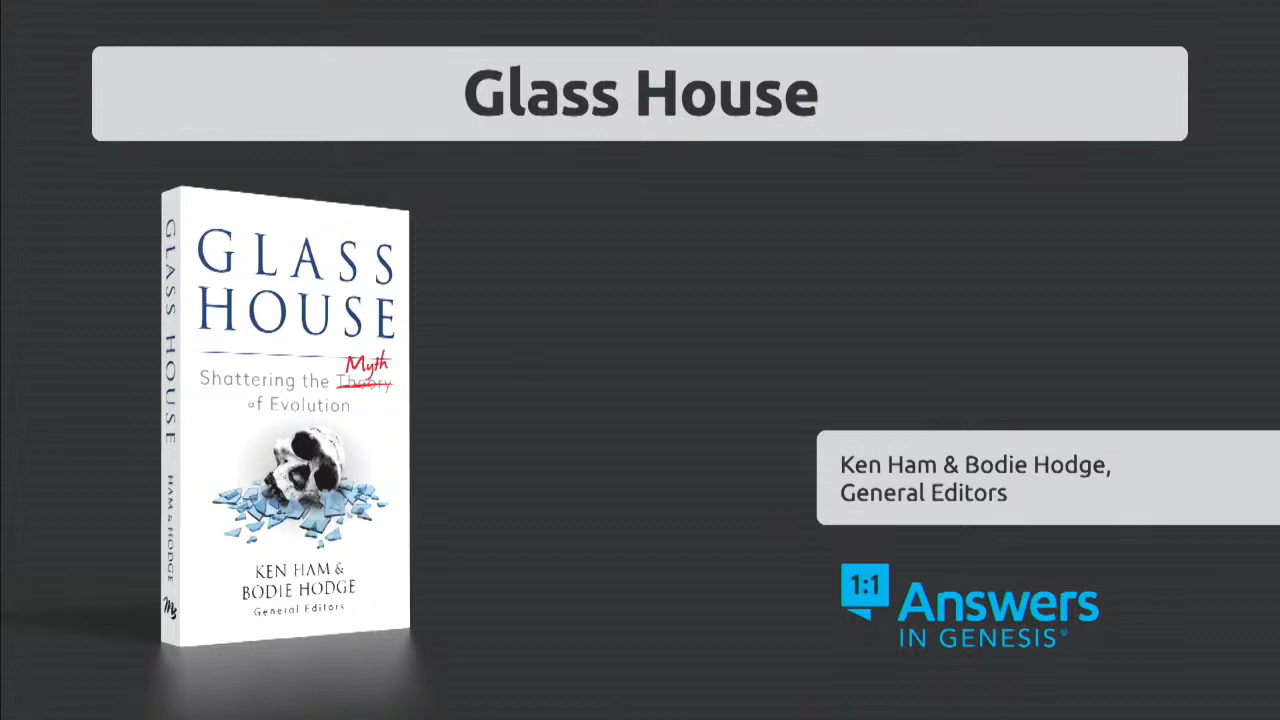 Glass House
GLASS HOUSE
HAM & HODGE
GLASS
HOUSE
Myth
Shattering the Theory
of Evolution
KEN HAM &
BODIE HODGE
General Editors
Ken Ham & Bodie Hodge,
General Editors
1:1
Answers
IN GENESIS®